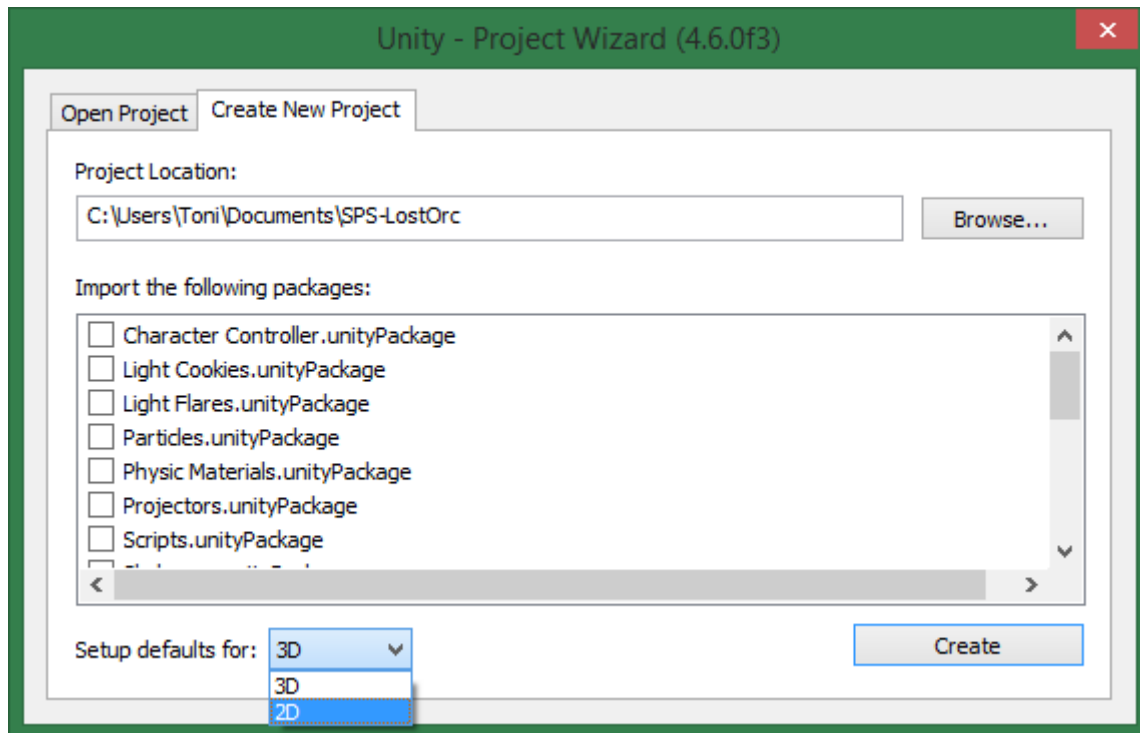 Unity - Project Wizard (4.6.0f3)
Open Project
Create New Project
Project Location:
C:\Users\Toni\Documents\SPS-LostOrc
Browse...
Import the following packages:
Character Controller.unityPackage
Light Cookies.unityPackage
Light Flares.unityPackage
Particles.unityPackage
Physic Materials.unityPackage
Projectors.unityPackage
Scripts.unityPackage
Setup defaults for: 3D
Create
3D
2D